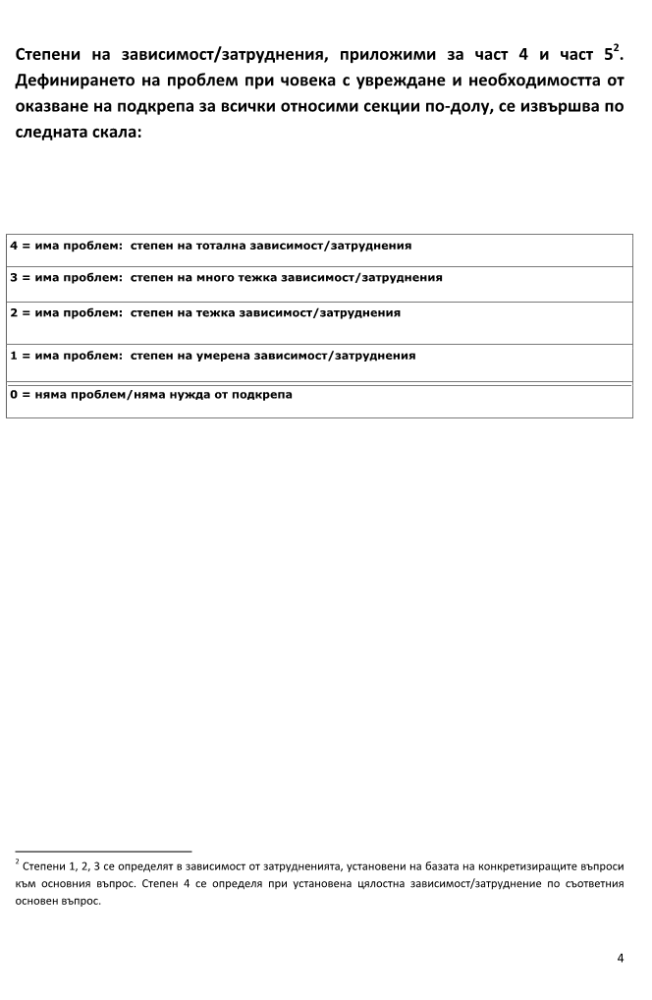 Степени на зависимост/затруднения, приложими за част 4 и част 5².
Дефинирането на проблем при човека с увреждане и необходимостта от
оказване на подкрепа за всички относими секции по-долу, се извършва по
следната скала:
4 = има проблем:  степен на тотална зависимост/затруднения
3 = има проблем:  степен на много тежка зависимост/затруднения
2 = има проблем:  степен на тежка зависимост/затруднения
1 = има проблем:  степен на умерена зависимост/затруднения
0 = няма проблем/няма нужда от подкрепа
² Степени 1, 2, 3 се определят в зависимост от затрудненията, установени на базата на конкретизиращите въпроси
към основния въпрос. Степен 4 се определя при установена цялостна зависимост/затруднение по съответния
основен въпрос.
4